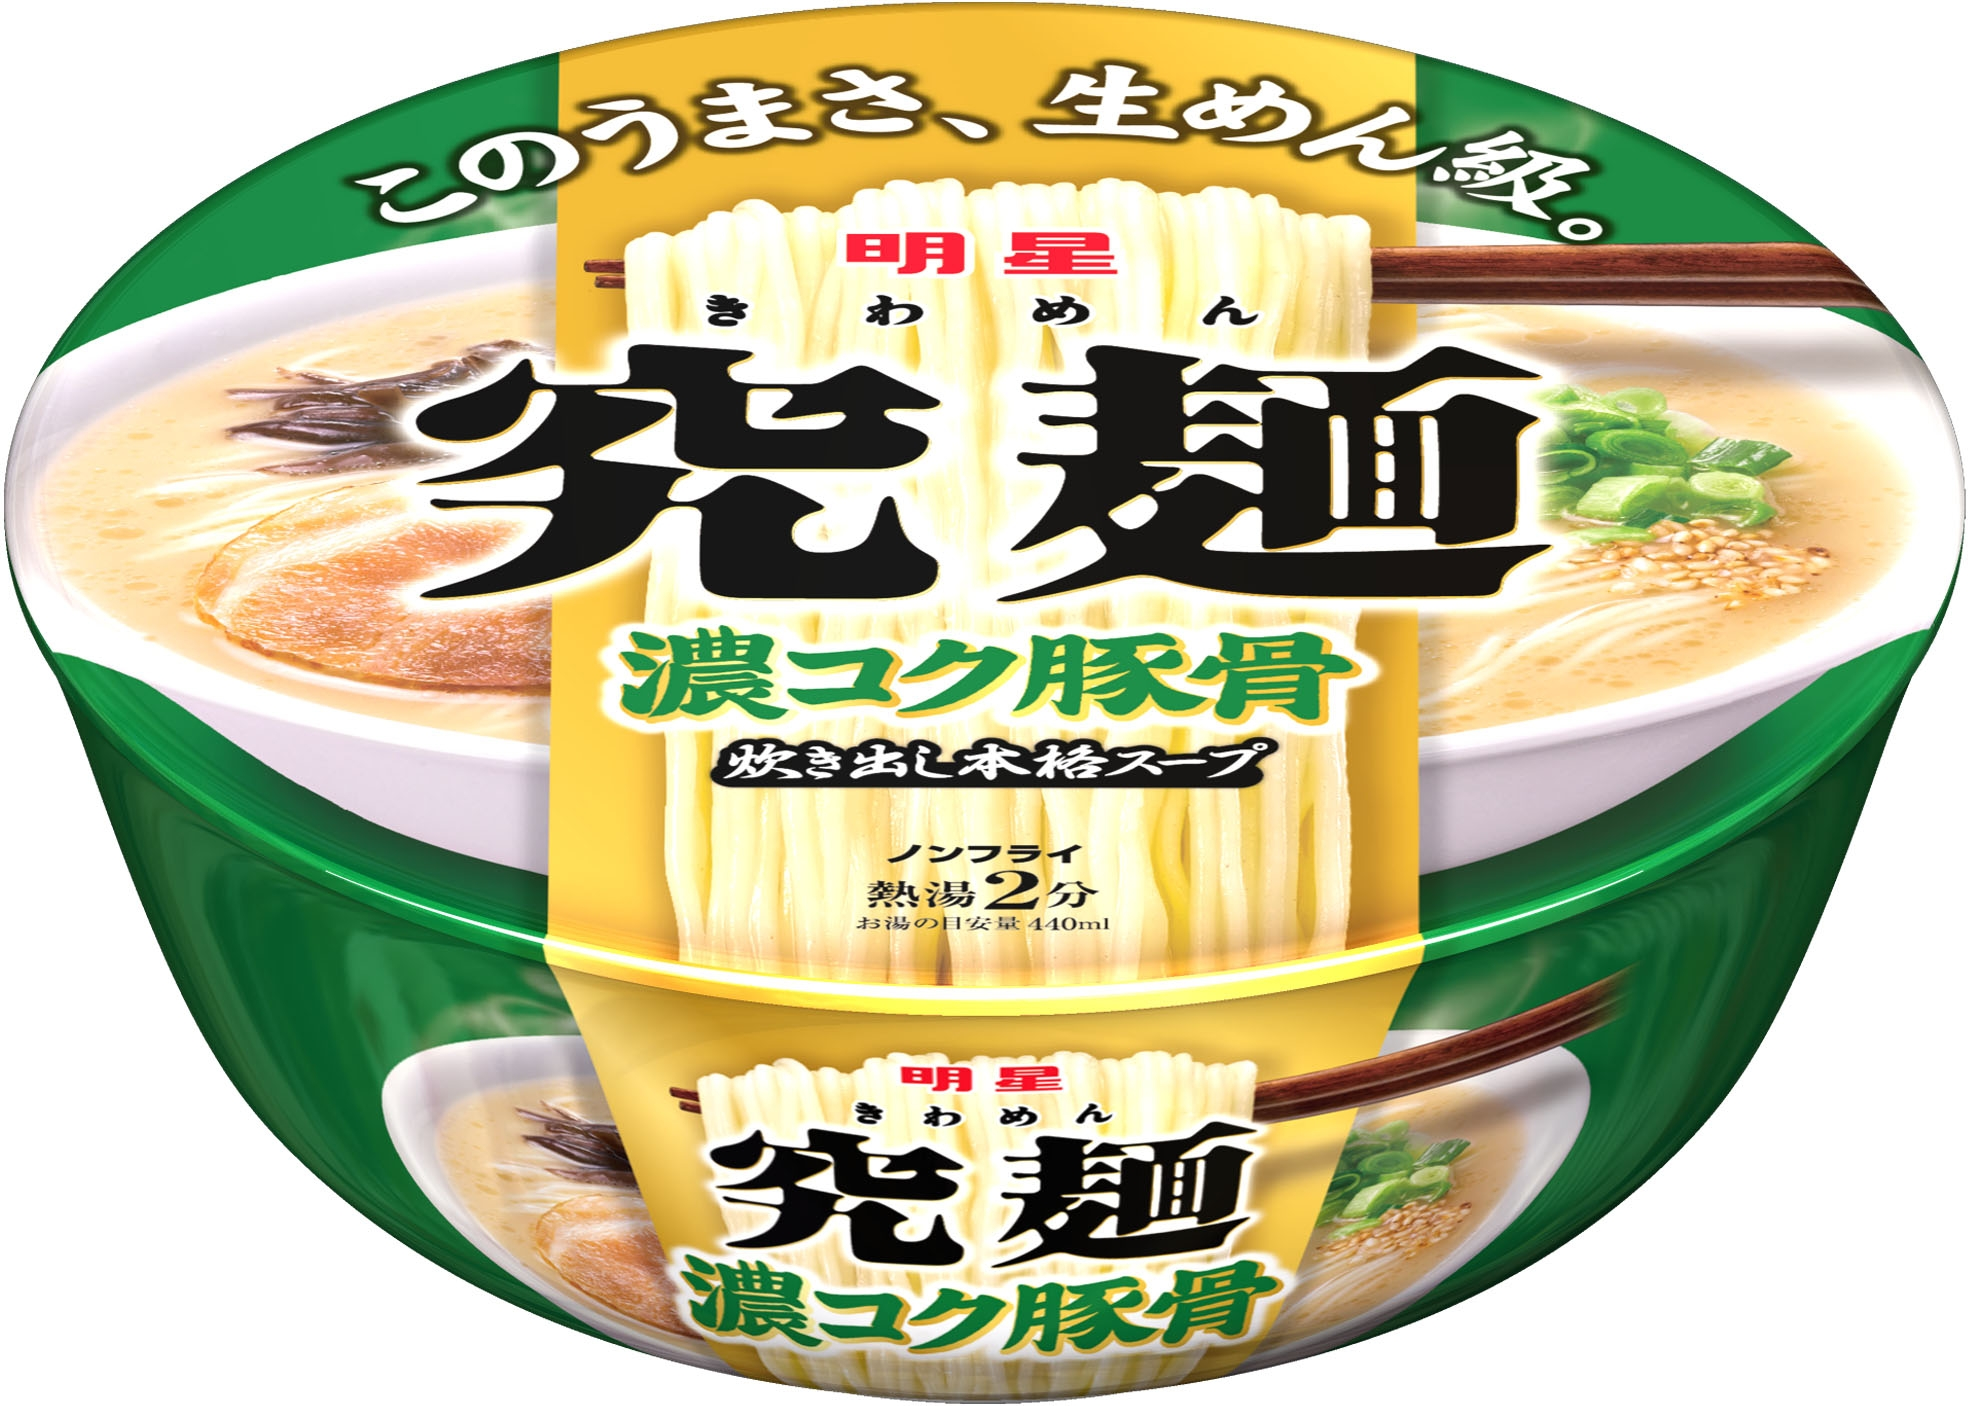 このうまさ、生めん級。
明星
きわめん
究麺
濃コク豚骨
炊き出し本格スープ
ノンフライ
熱湯2分
お湯の目安量 440ml
明星
きわめん
究麺
濃コク豚骨